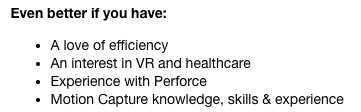 Even better if you have:
• A love of efficiency
• An interest in VR and healthcare
• Experience with Perforce
• Motion Capture knowledge, skills & experience